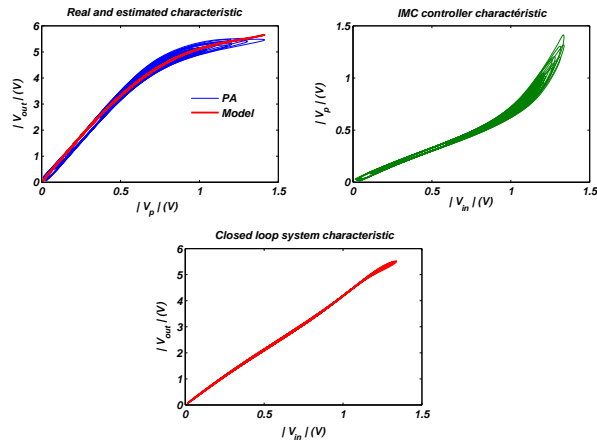 Real and estimated characteristic
6
5
4
3
2
1
0
0
0.5
1
1.5
| V_out | (V)
| V_p | (V)
PA
Model
IMC controller charactéristic
1.5
1
0.5
0
0
0.5
1
1.5
| V_p | (V)
| V_in | (V)
Closed loop system characteristic
6
5
4
3
2
1
0
0
0.5
1
1.5
| V_out | (V)
| V_in | (V)